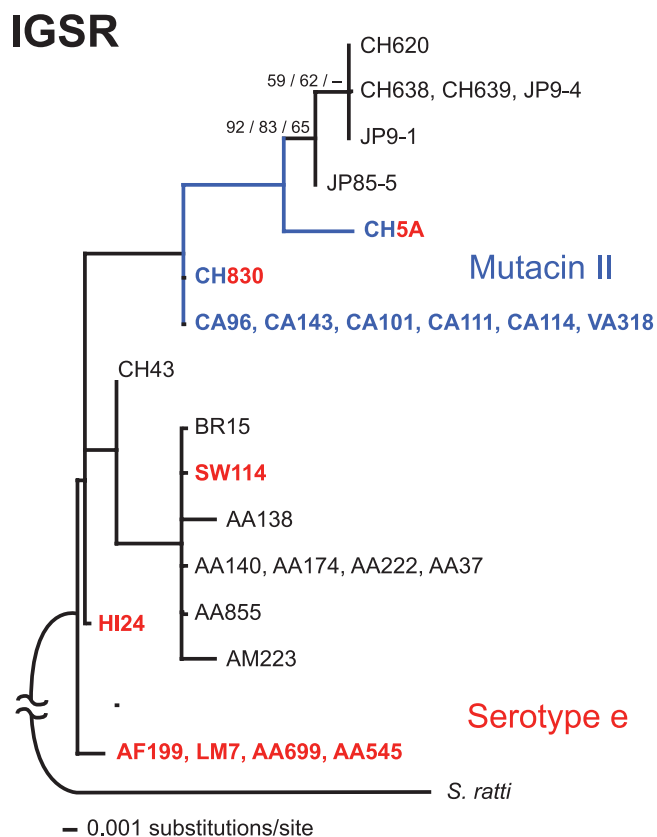 IGSR
CH620
59 / 62 / –
CH638, CH639, JP9-4
92 / 83 / 65
JP9-1
JP85-5
CH5A
Mutacin II
CH830
CA96, CA143, CA101, CA111, CA114, VA318
CH43
BR15
SW114
AA138
AA140, AA174, AA222, AA37
AA855
HI24
AM223
Serotype e
AF199, LM7, AA699, AA545
S. ratti
0.001 substitutions/site